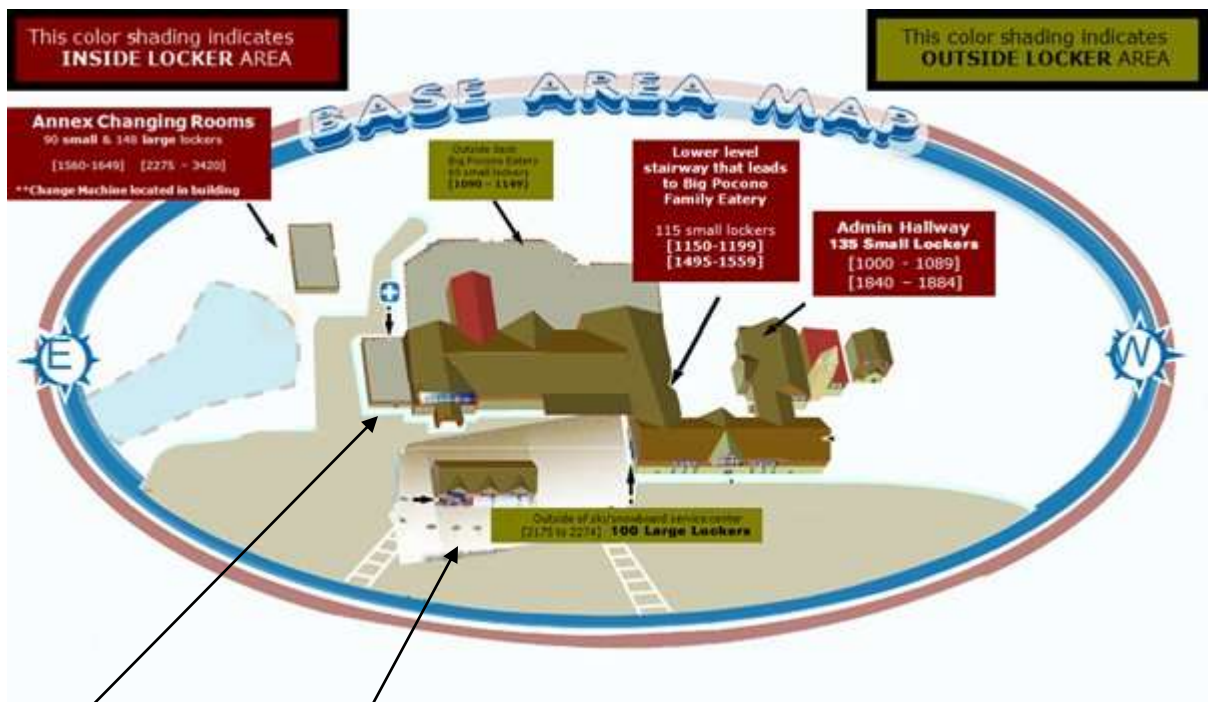 This color shading indicates
INSIDE LOCKER AREA
This color shading indicates
OUTSIDE LOCKER AREA
BASE AREA MAP
Annex Changing Rooms
90 small & 148 large lockers
[1560-1649] [2275 - 3420]
**Change Machine located in building
Outside
Big Pocono Eatery
small lockers
[1090 - 1149]
Lower level
stairway that leads
to Big Pocono
Family Eatery
115 small lockers
[1150-1199]
[1495-1559]
Admin Hallway
135 Small Lockers
[1000 - 1089]
[1840 - 1884]
E
W
Outside of ski/snowboard service center
[2175 to 2274] 100 Large Lockers